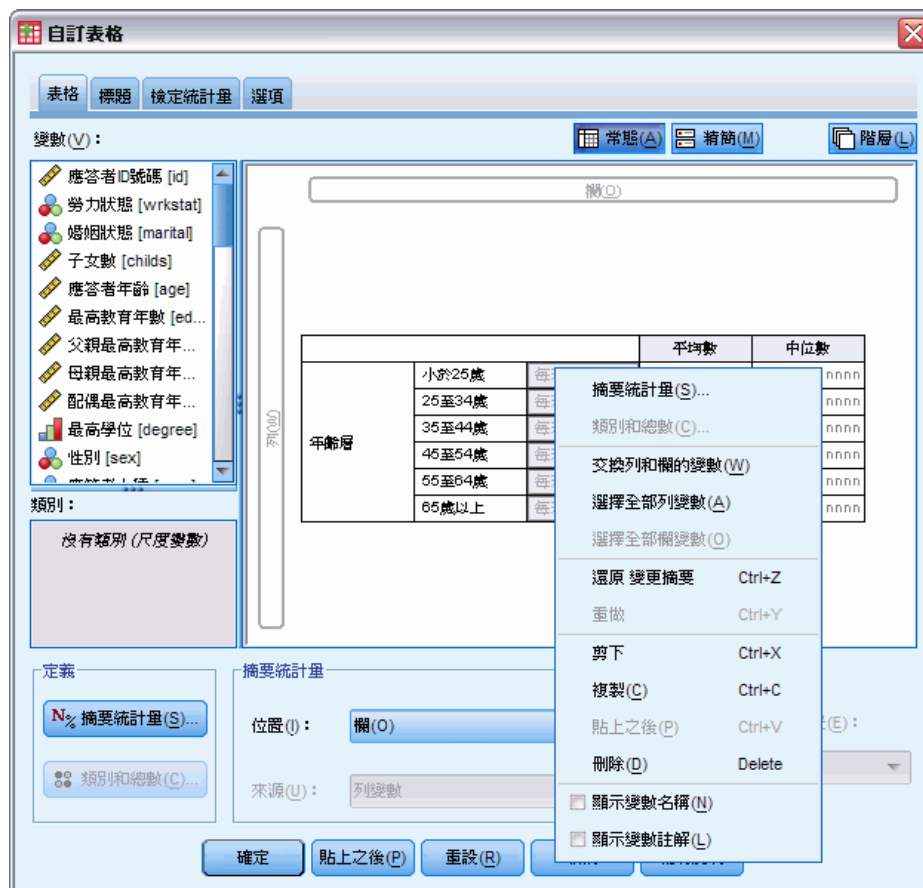 自訂表格
表格 標題 檢定統計量 選項
變數(V)： 常態(A) 精簡(M) 階層(L)
應答者ID號碼 [id]
勞力狀態 [wrkstat]
婚姻狀態 [marital]
子女數 [childs]
應答者年齡 [age]
最高教育年數 [ed...
父親最高教育年...
母親最高教育年...
配偶最高教育年...
最高學位 [degree]
性別 [sex]
類別：
沒有類別 (尺度變數)
欄(O)
列(R)
平均數 中位數
年齡層
小於25歲 nnnn
25至34歲 nnnn
35至44歲 nnnn
45至54歲 nnnn
55至64歲 nnnn
65歲以上 nnnn
摘要統計量(S)...
類別和總數(C)...
交換列和欄的變數(W)
選擇全部列變數(A)
選擇全部欄變數(O)
還原 變更摘要 Ctrl+Z
重做 Ctrl+Y
剪下 Ctrl+X
複製(C) Ctrl+C
貼上之後(P) Ctrl+V
刪除(D) Delete
顯示變數名稱(N)
顯示變數註解(L)
定義
N% 摘要統計量(S)...
類別和總數(C)...
摘要統計量
位置(I)： 欄(O)
來源(U)： 列變數
(E)：
確定 貼上之後(P) 重設(R)